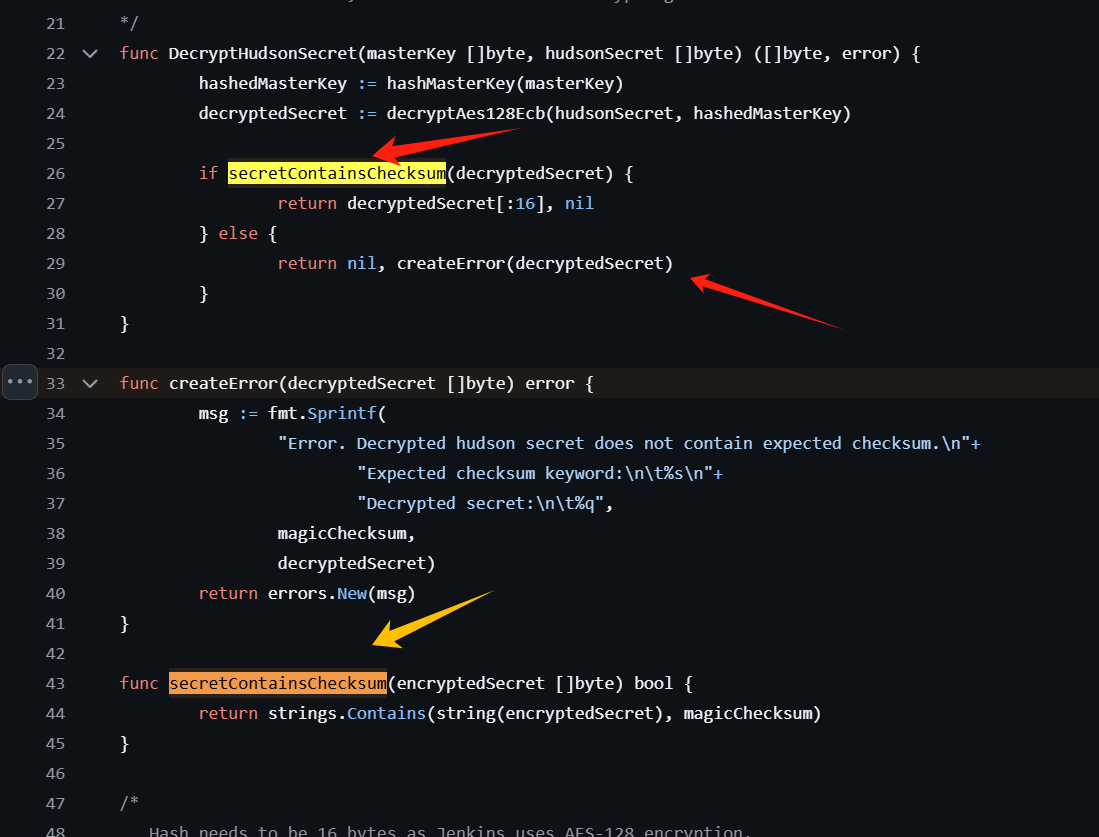 21 */
22 func DecryptHudsonSecret(masterKey []byte, hudsonSecret []byte) ([]byte, error) {
23 hashedMasterKey := hashMasterKey(masterKey)
24 decryptedSecret := decryptAes128Ecb(hudsonSecret, hashedMasterKey)
25
26 if secretContainsChecksum(decryptedSecret) {
27 return decryptedSecret[:16], nil
28 } else {
29 return nil, createError(decryptedSecret)
30 }
31 }
32
33 func createError(decryptedSecret []byte) error {
34 msg := fmt.Sprintf(
35 "Error. Decrypted hudson secret does not contain expected checksum.\n"+
36 "Expected checksum keyword:\n\t%s\n"+
37 "Decrypted secret:\n\t%q",
38 magicChecksum,
39 decryptedSecret)
40 return errors.New(msg)
41 }
42
43 func secretContainsChecksum(encryptedSecret []byte) bool {
44 return strings.Contains(string(encryptedSecret), magicChecksum)
45 }
46
47 /*
48 Hash needs to be 16 bytes as Jenkins uses AES-128 encryption.